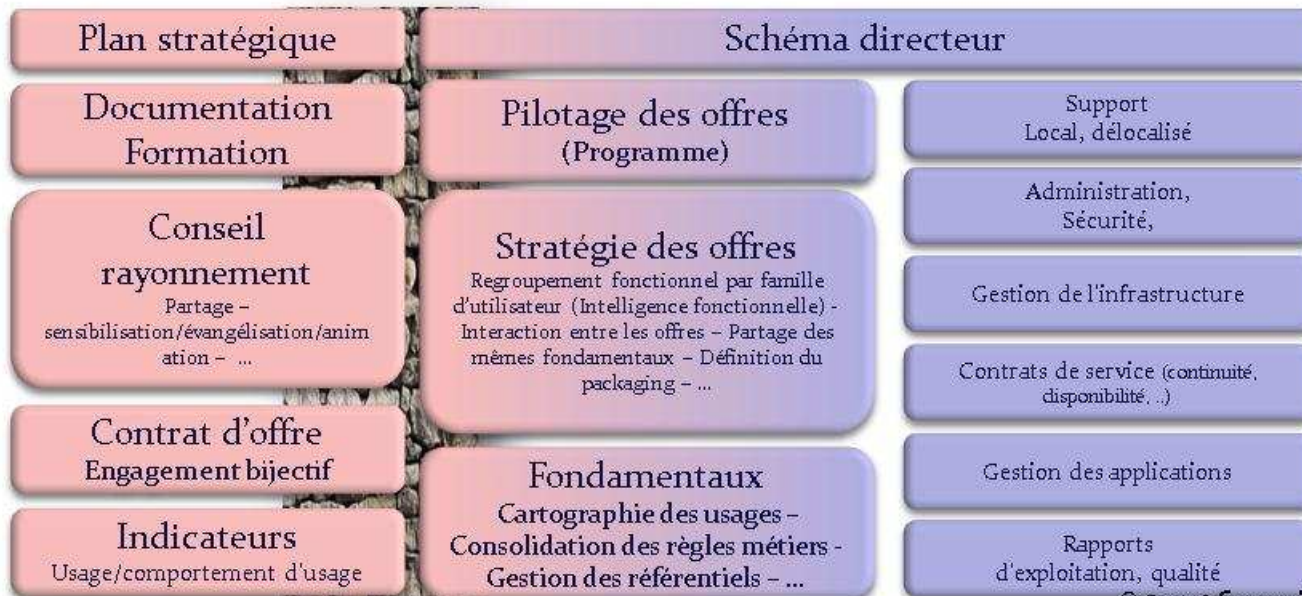 Plan stratégique
Schéma directeur
Documentation
Formation
Conseil
rayonnement
Partage –
sensibilisation/évangélisation/anim
ation – ...
Contrat d'offre
Engagement bijectif
Indicateurs
Usage/comportement d'usage
Pilotage des offres
(Programme)
Stratégie des offres
Regroupement fonctionnel par famille
d'utilisateur (Intelligence fonctionnelle) -
Interaction entre les offres – Partage des
mêmes fondamentaux – Définition du
packaging – ...
Fondamentaux
Cartographie des usages –
Consolidation des règles métiers -
Gestion des référentiels – ...
Support
Local, délocalisé
Administration,
Sécurité,
Gestion de l'infrastructure
Contrats de service (continuité,
disponibilité, ..)
Gestion des applications
Rapports
d'exploitation, qualité